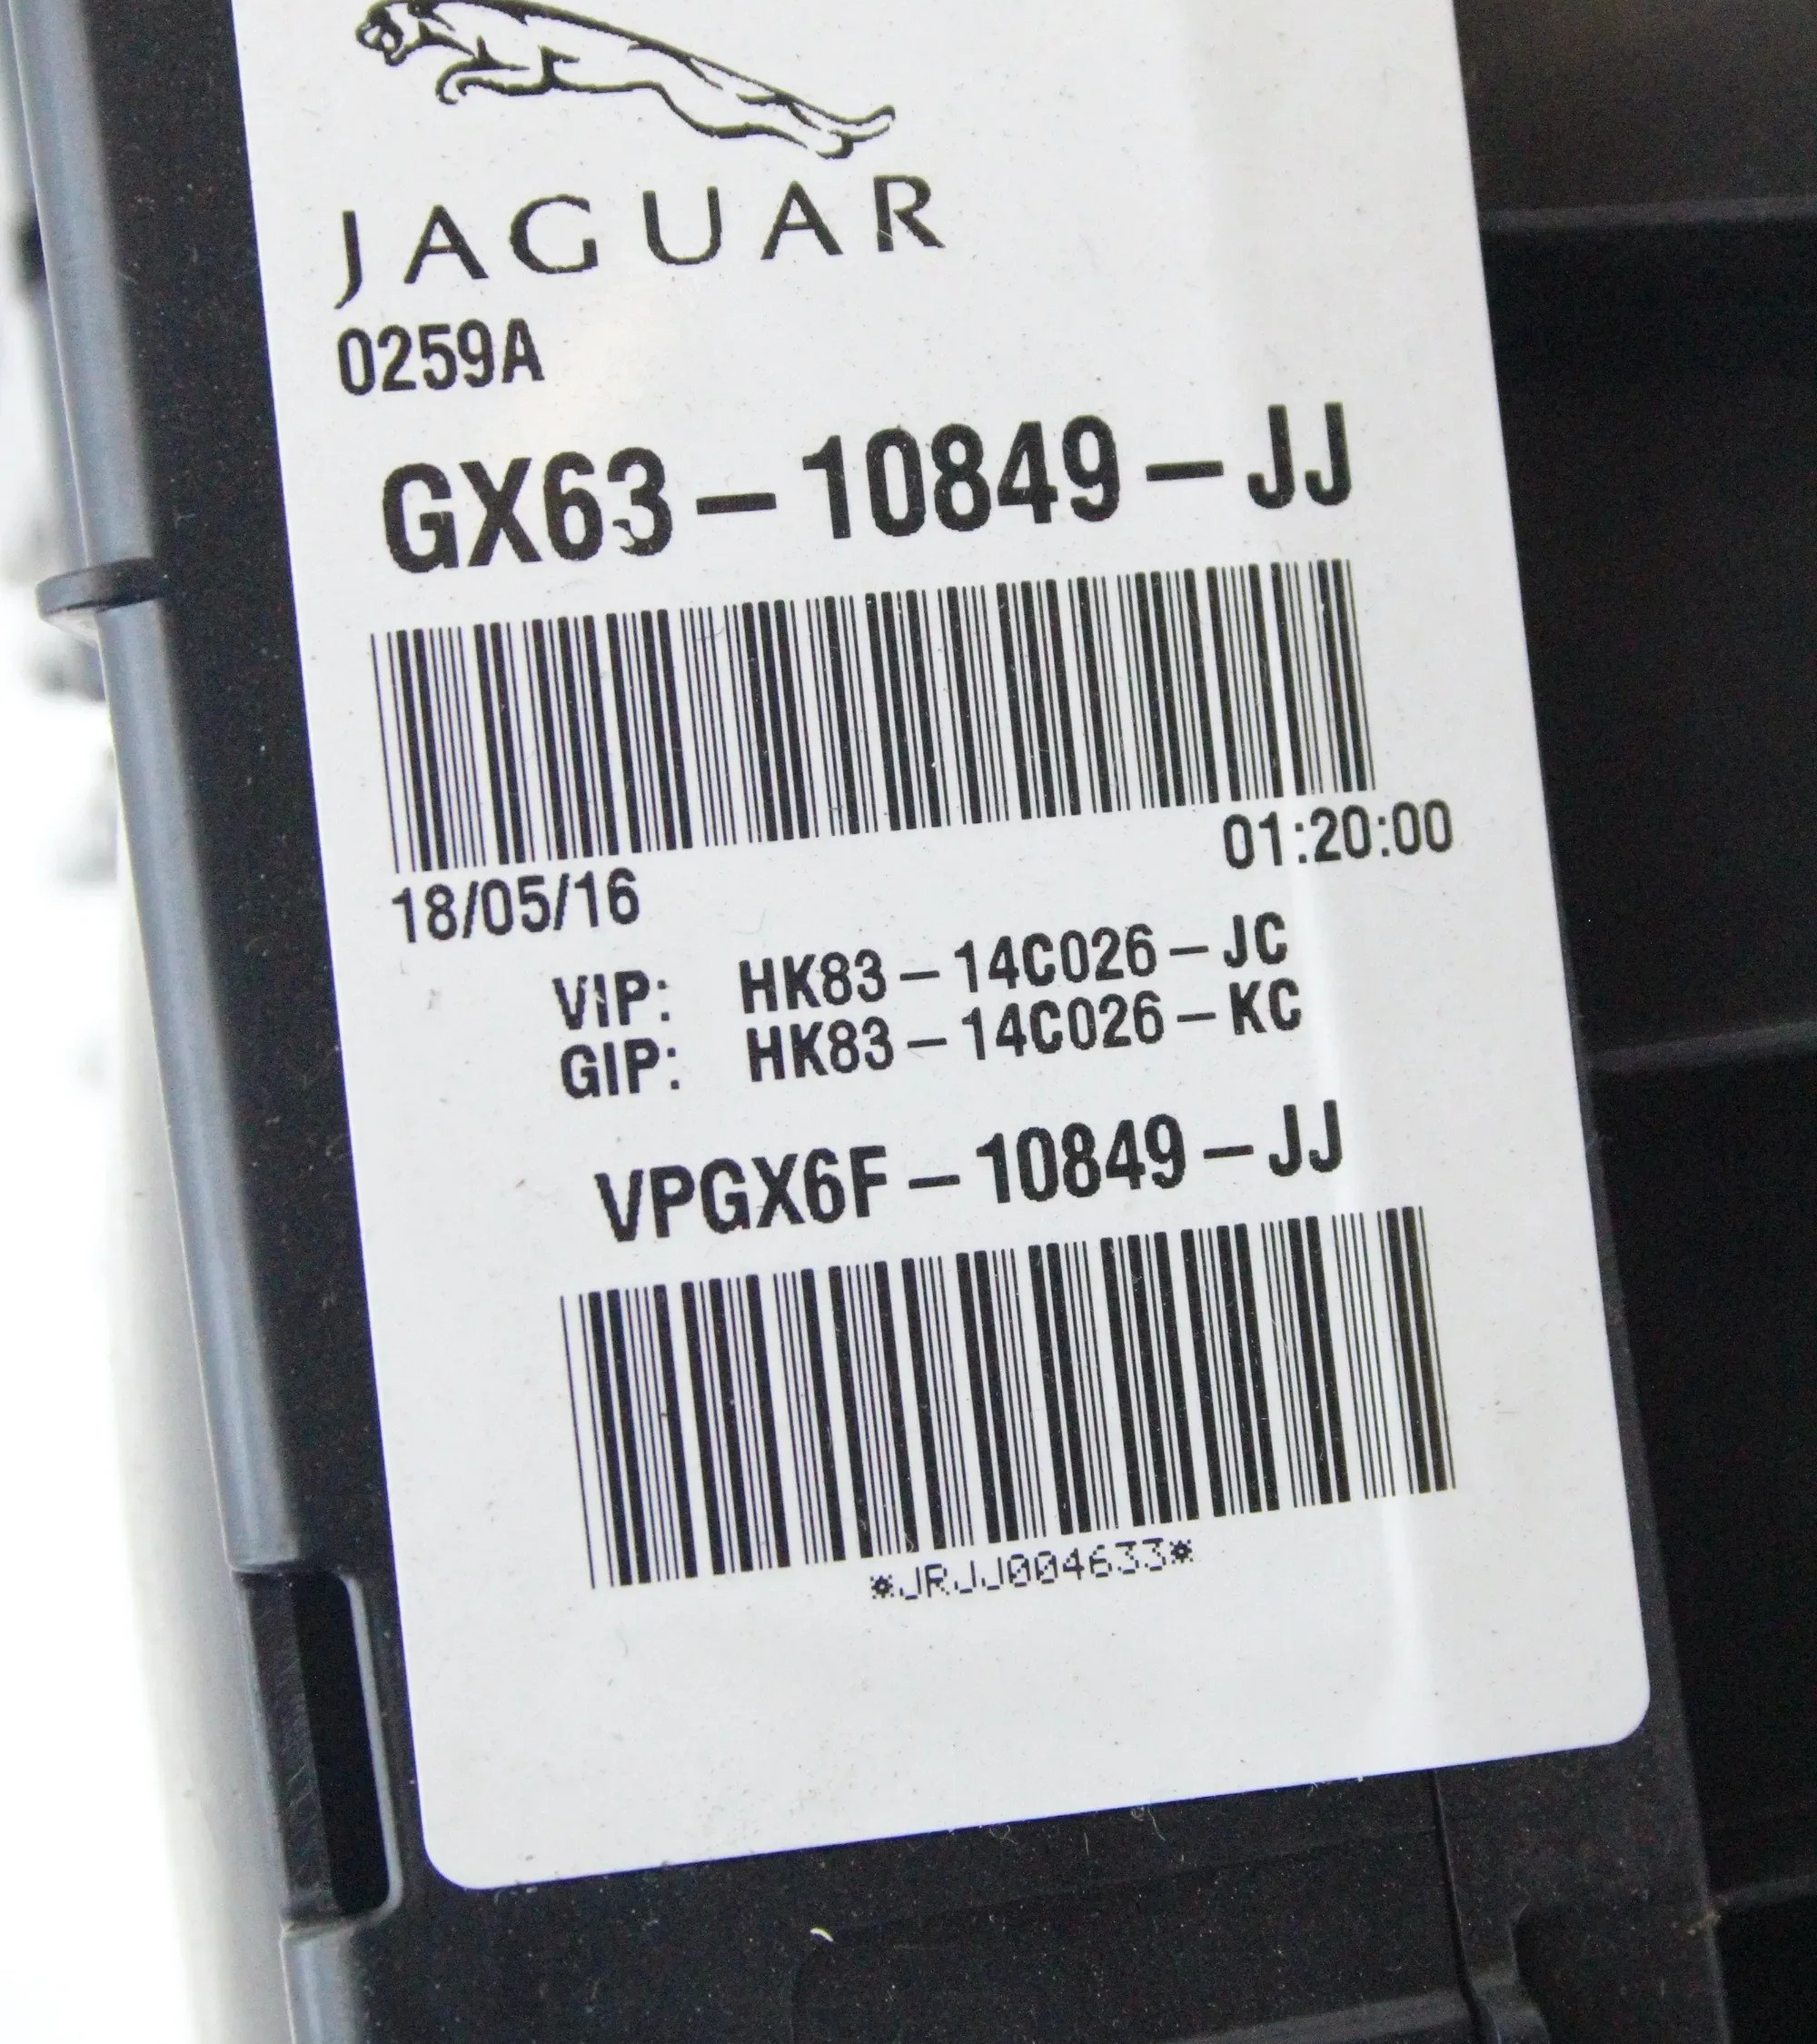 JAGUAR
0259A
GX63-10849-JJ
18/05/16 01:20:00
VIP: HK83-14C026-JC
GIP: HK83-14C026-KC
VPGX6F-10849-JJ
*JRJJ004633*